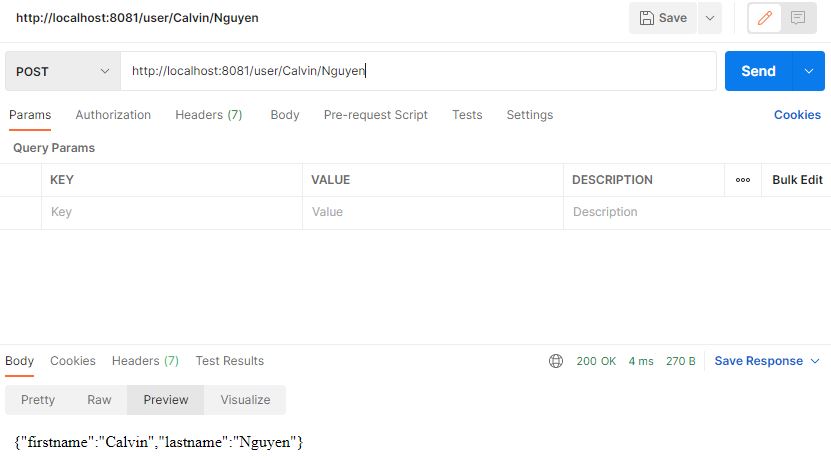 http://localhost:8081/user/Calvin/Nguyen Save
POST http://localhost:8081/user/Calvin/Nguyen Send
Params Authorization Headers (7) Body Pre-request Script Tests Settings Cookies
Query Params
KEY VALUE DESCRIPTION ooo Bulk Edit
Key Value Description
Body Cookies Headers (7) Test Results 200 OK 4 ms 270 B Save Response
Pretty Raw Preview Visualize
{"firstname":"Calvin","lastname":"Nguyen"}